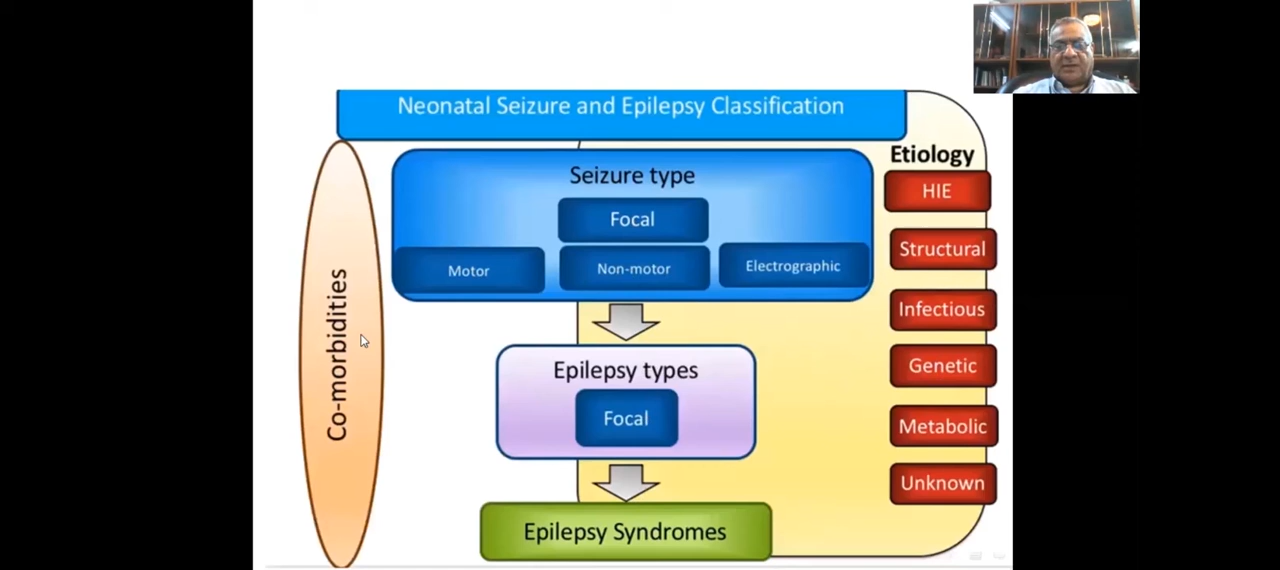 Neonatal Seizure and Epilepsy Classification
Etiology
Seizure type
Focal
Motor
Non-motor
Electrographic
Epilepsy types
Focal
Epilepsy Syndromes
Co-morbidities
HIE
Structural
Infectious
Genetic
Metabolic
Unknown